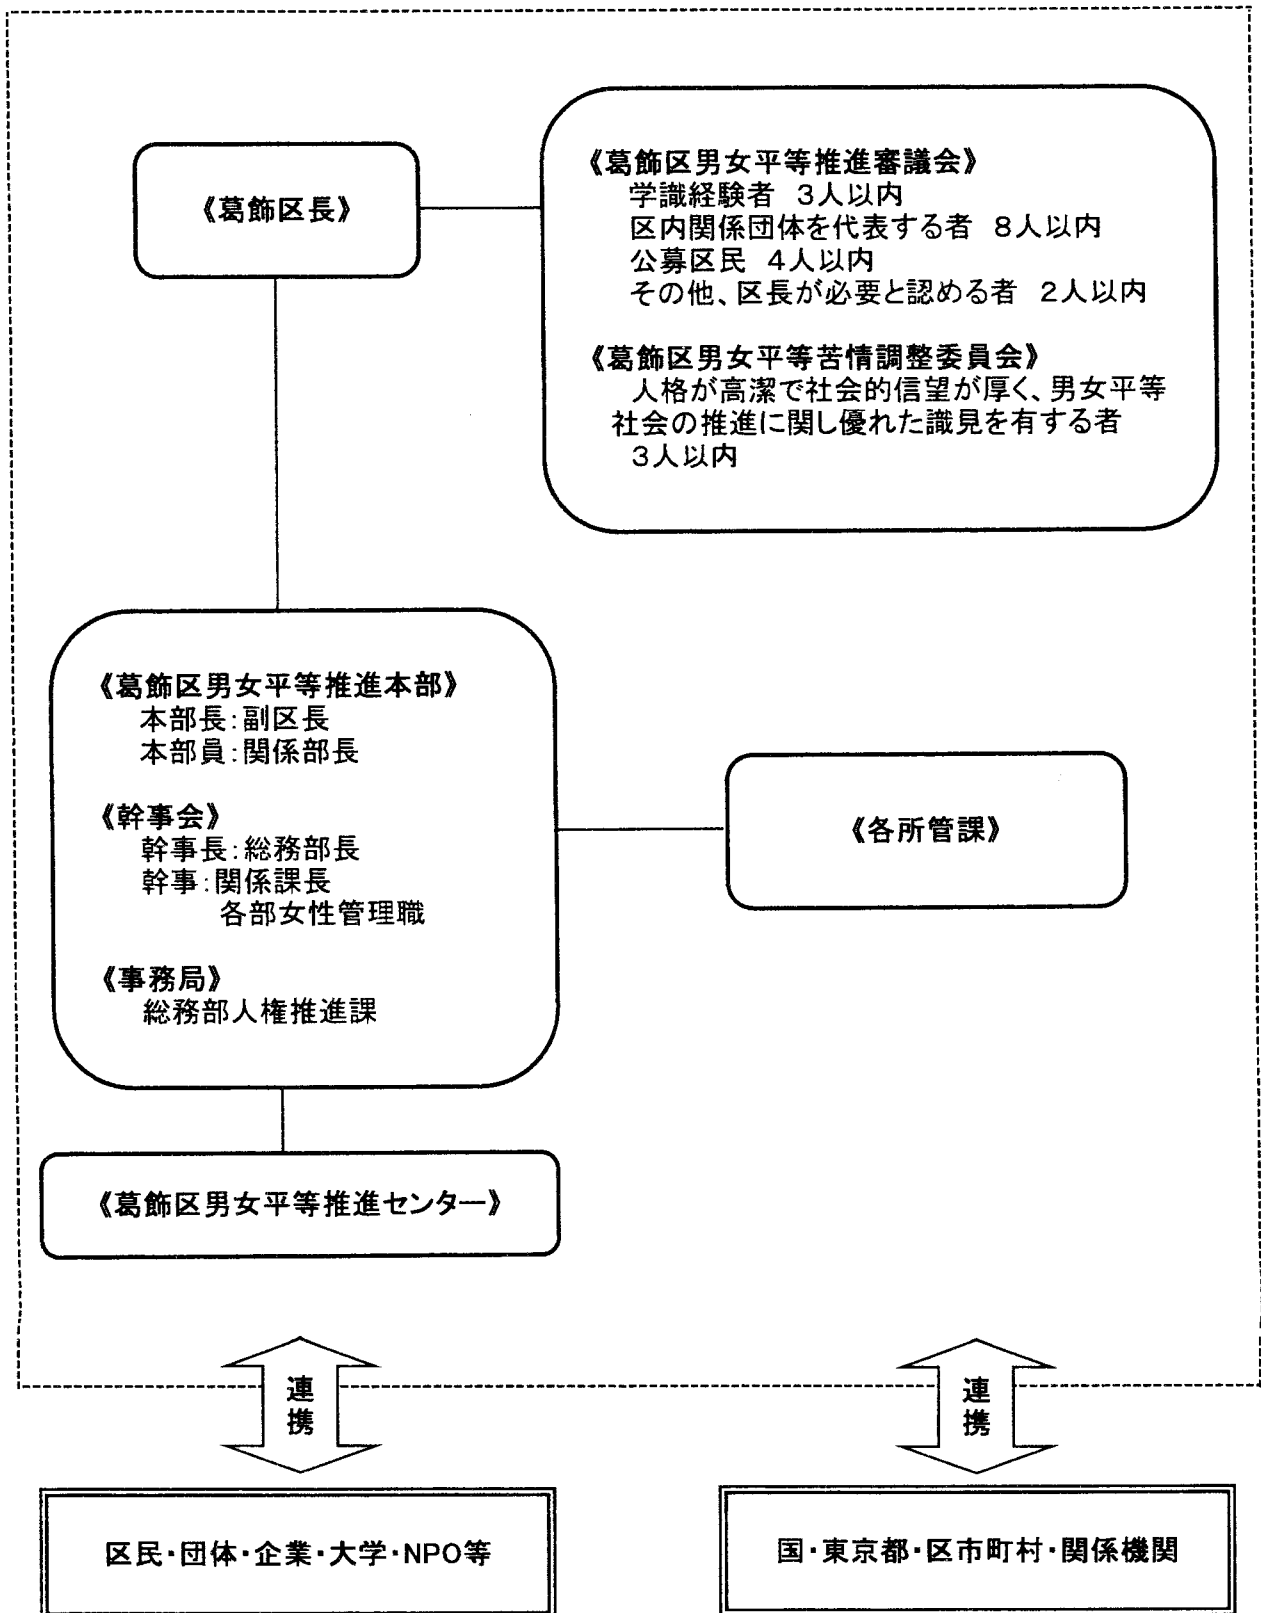 《葛飾区長》
《葛飾区男女平等推進審議会》
学識経験者 3人以内
区内関係団体を代表する者 8人以内
公募区民 4人以内
その他、区長が必要と認める者 2人以内
《葛飾区男女平等苦情調整委員会》
人格が高潔で社会的信望が厚く、男女平等
社会の推進に関し優れた識見を有する者
3人以内
《葛飾区男女平等推進本部》
本部長:副区長
本部員:関係部長
《幹事会》
幹事長:総務部長
幹事:関係課長
各部女性管理職
《事務局》
総務部人権推進課
《各所管課》
《葛飾区男女平等推進センター》
連
携
連
携
区民・団体・企業・大学・NPO等
国・東京都・区市町村・関係機関